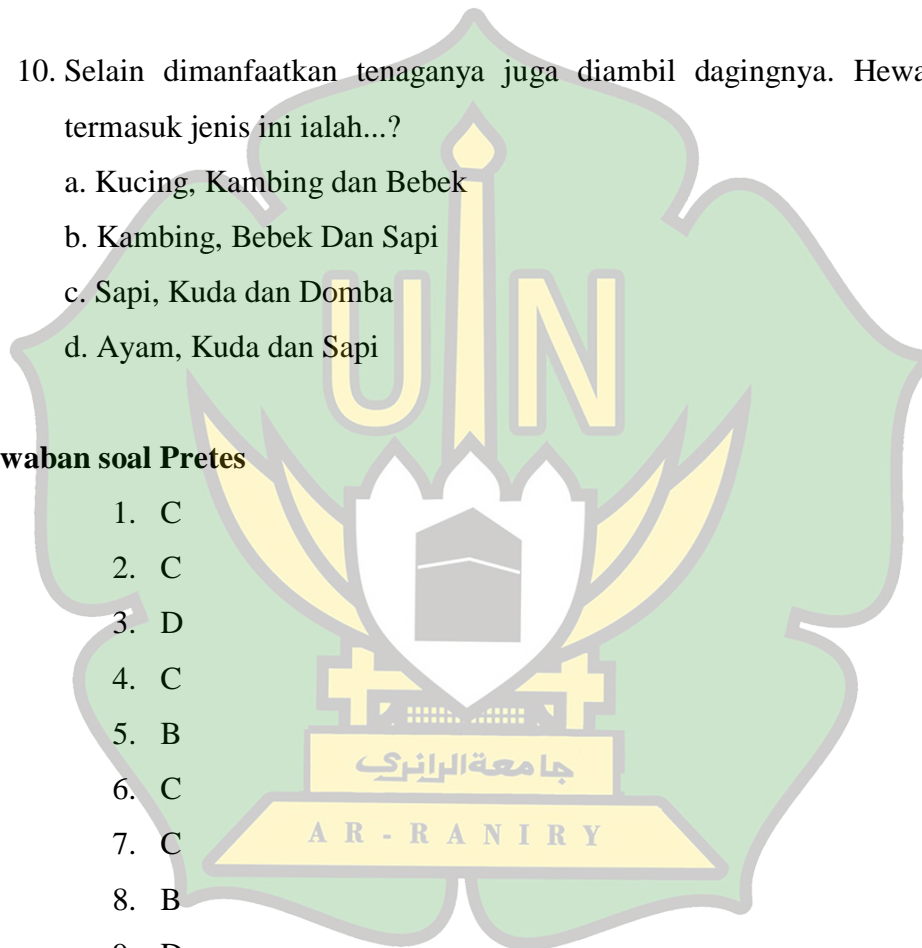 10. Selain dimanfaatkan tenaganya juga diambil dagingnya. Hewa
termasuk jenis ini ialah...?
a. Kucing, Kambing dan Bebek
b. Kambing, Bebek Dan Sapi
c. Sapi, Kuda dan Domba
d. Ayam, Kuda dan Sapi
UIN
waban soal Pretes
1. C
2. C
3. D
4. C
5. B
6. C
جامعةالرانرك
7. C
AR-RANIRY
8. B